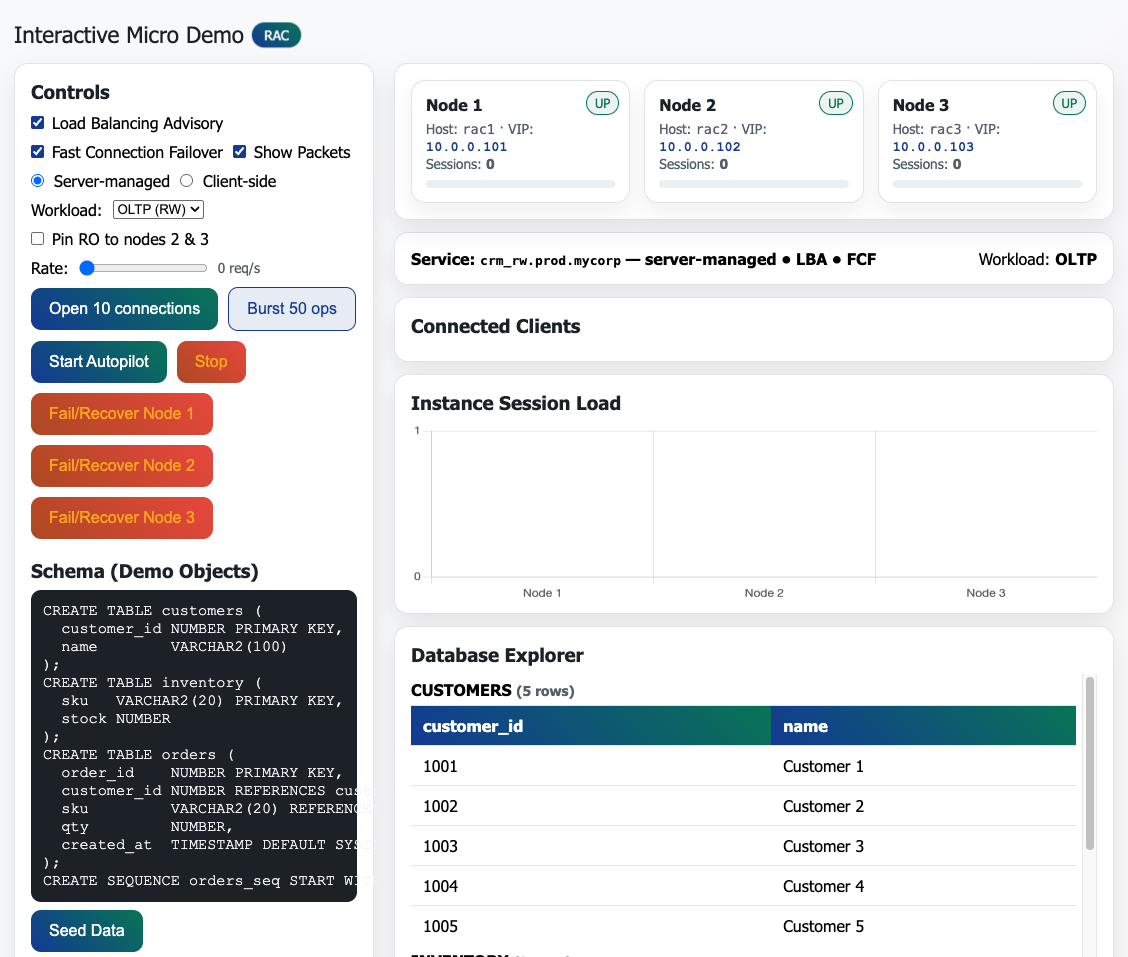 Interactive Micro Demo RAC
Controls
Load Balancing Advisory
Fast Connection Failover Show Packets
Server-managed Client-side
Workload: OLTP (RW)
Pin RO to nodes 2 & 3
Rate: 0 req/s
Open 10 connections Burst 50 ops
Start Autopilot Stop
Fail/Recover Node 1
Fail/Recover Node 2
Fail/Recover Node 3
Schema (Demo Objects)
CREATE TABLE customers (
  customer_id NUMBER PRIMARY KEY,
  name        VARCHAR2(100)
);
CREATE TABLE inventory (
  sku   VARCHAR2(20) PRIMARY KEY,
  stock NUMBER
);
CREATE TABLE orders (
  order_id    NUMBER PRIMARY KEY,
  customer_id NUMBER REFERENCES cust
  sku         VARCHAR2(20) REFERENCE
  qty         NUMBER,
  created_at  TIMESTAMP DEFAULT SYST
);
CREATE SEQUENCE orders_seq START WIT
Seed Data
Node 1 UP
Host: rac1 · VIP:
10.0.0.101
Sessions: 0
Node 2 UP
Host: rac2 · VIP:
10.0.0.102
Sessions: 0
Node 3 UP
Host: rac3 · VIP:
10.0.0.103
Sessions: 0
Service: crm_rw.prod.mycorp — server-managed ● LBA ● FCF Workload: OLTP
Connected Clients
Instance Session Load
1
0
Node 1 Node 2 Node 3
Database Explorer
CUSTOMERS (5 rows)
customer_id name
1001 Customer 1
1002 Customer 2
1003 Customer 3
1004 Customer 4
1005 Customer 5